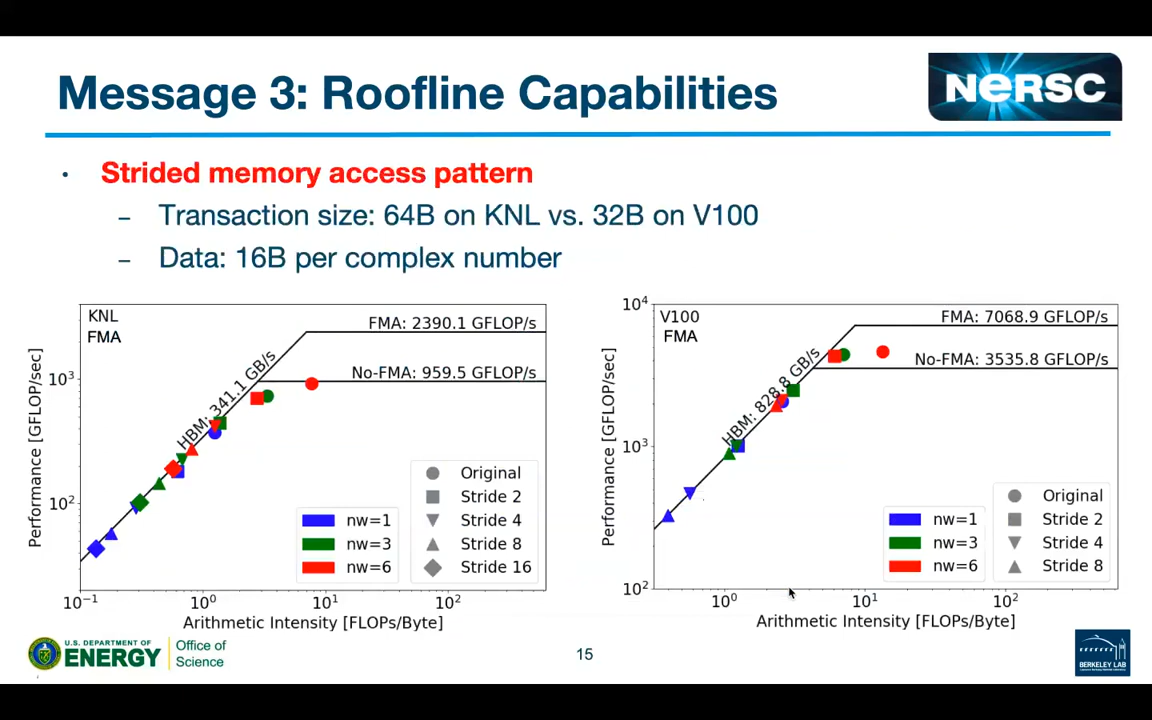 Message 3: Roofline Capabilities
NERSC
• Strided memory access pattern
– Transaction size: 64B on KNL vs. 32B on V100
– Data: 16B per complex number
KNL
FMA
FMA: 2390.1 GFLOP/s
No-FMA: 959.5 GFLOP/s
HBM: 341.1 GB/s
Performance [GFLOP/sec]
10³
10²
nw=1
nw=3
nw=6
Original
Stride 2
Stride 4
Stride 8
Stride 16
10⁻¹ 10⁰ 10¹ 10²
Arithmetic Intensity [FLOPs/Byte]
V100
FMA
FMA: 7068.9 GFLOP/s
No-FMA: 3535.8 GFLOP/s
HBM: 828.8 GB/s
Performance [GFLOP/sec]
10⁴
10³
10²
nw=1
nw=3
nw=6
Original
Stride 2
Stride 4
Stride 8
10⁰ 10¹ 10²
Arithmetic Intensity [FLOPs/Byte]
U.S. DEPARTMENT OF
ENERGY
Office of
Science
15
BERKELEY LAB